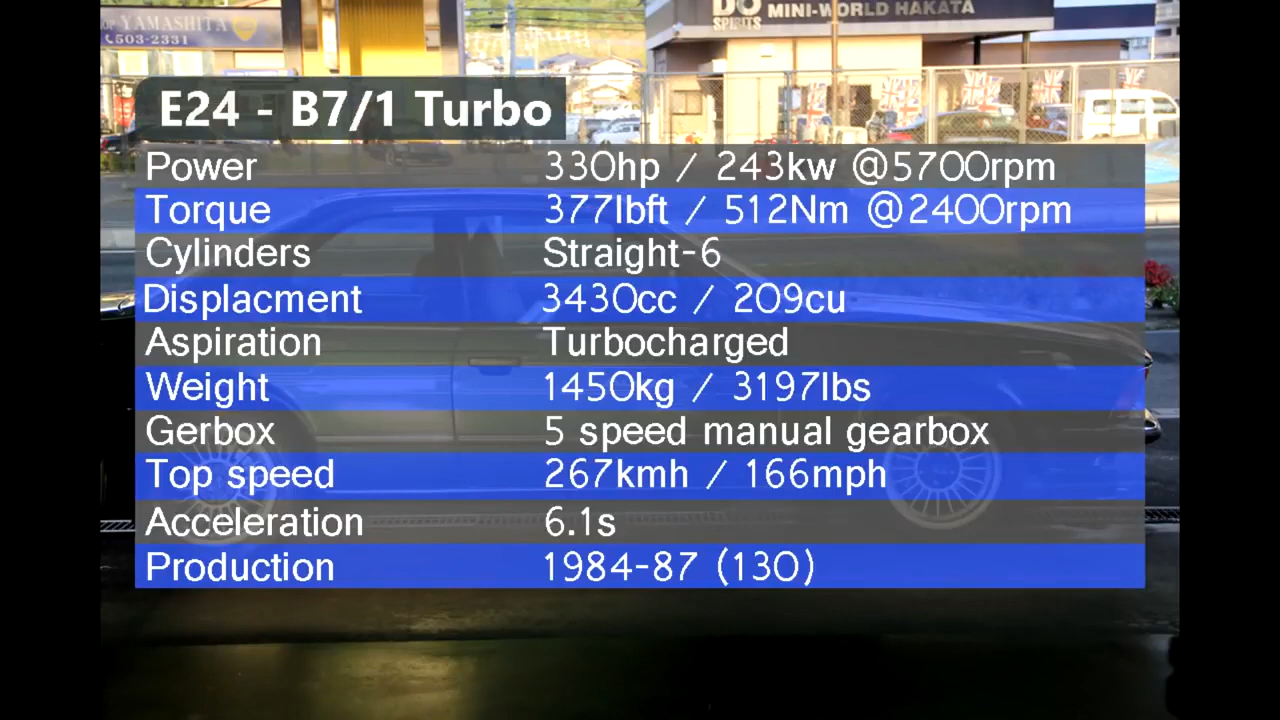 OP YAMASHITA
503-2331
DO
SPIRITS
MINI-WORLD HAKATA
E24 - B7/1 Turbo
Power 330hp / 243kw @5700rpm
Torque 377lbft / 512Nm @2400rpm
Cylinders Straight-6
Displacment 3430cc / 209cu
Aspiration Turbocharged
Weight 1450kg / 3197lbs
Gerbox 5 speed manual gearbox
Top speed 267kmh / 166mph
Acceleration 6.1s
Production 1984-87 (130)